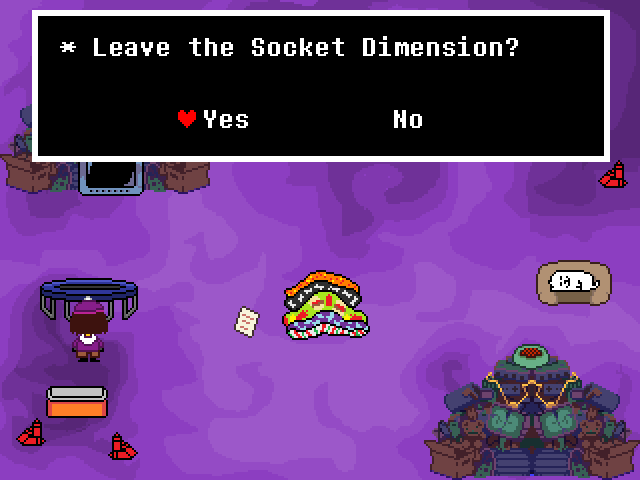 * Leave the Socket Dimension?
Yes No